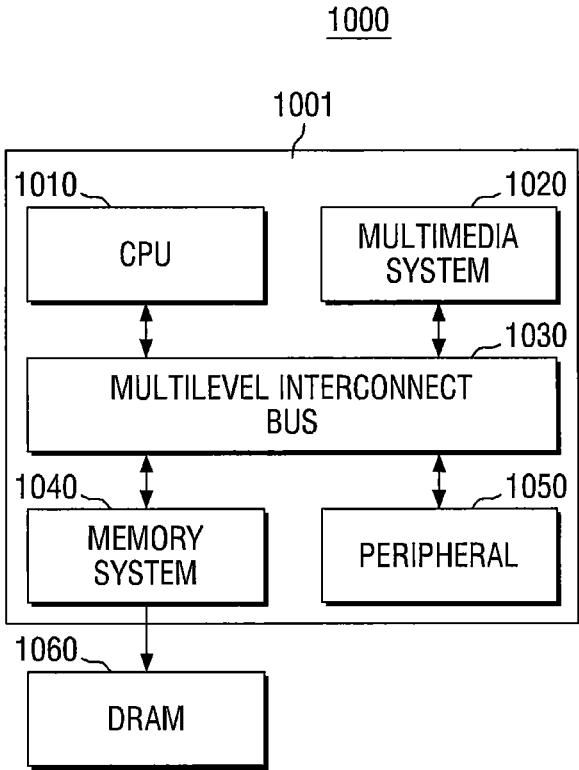 1000
1001
1010
CPU
1020
MULTIMEDIA
SYSTEM
1030
MULTILEVEL INTERCONNECT
BUS
1040
MEMORY
SYSTEM
1050
PERIPHERAL
1060
DRAM